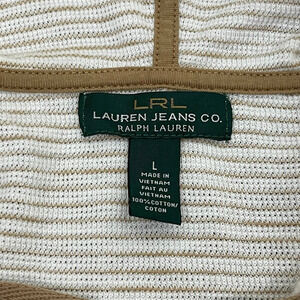 LRL
LAUREN JEANS CO.
RALPH LAUREN
L
MADE IN
VIETNAM
FAIT AU
VIETNAM
100%COTTON/
COTON